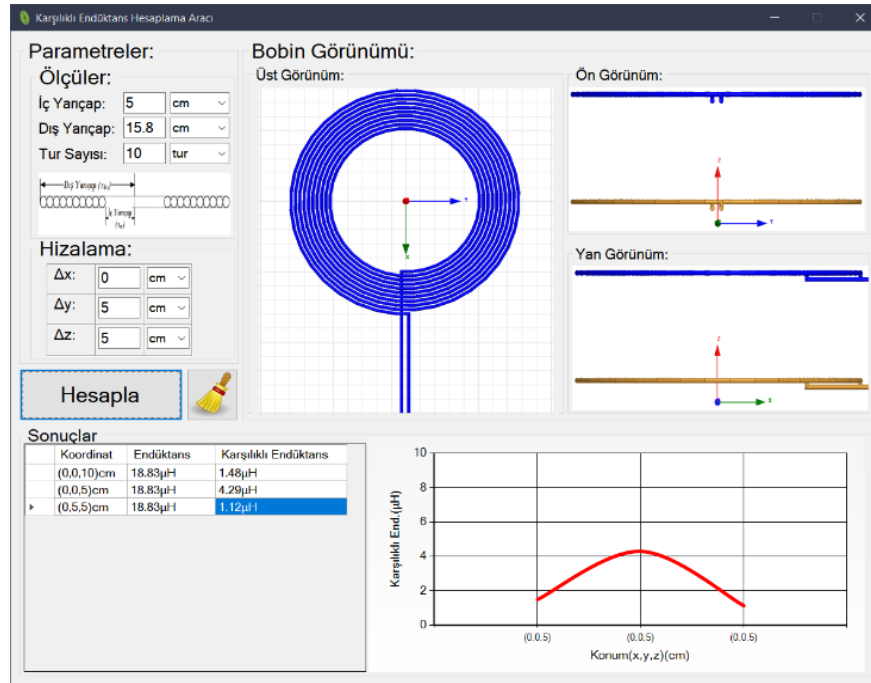 Karşılıklı Endüktans Hesaplama Aracı
Parametreler:
Ölçüler:
İç Yarıçap: 5 cm
Dış Yarıçap: 15.8 cm
Tur Sayısı: 10 tur
Dış Yarıçap
İç Yarıçap
Hizalama:
Δx: 0 cm
Δy: 5 cm
Δz: 5 cm
Hesapla
Bobin Görünümü:
Üst Görünüm:
Y
X
Ön Görünüm:
Z
Y
Yan Görünüm:
Z
X
Sonuçlar
Koordinat Endüktans Karşılıklı Endüktans
(0,0,10)cm 18.83µH 1.48µH
(0,0,5)cm 18.83µH 4.29µH
(0,5,5)cm 18.83µH 1.12µH
Karşılıklı End.(µH)
10
8
6
4
2
0
(0.0.5) (0.0.5) (0.0.5)
Konum(x,y,z)(cm)